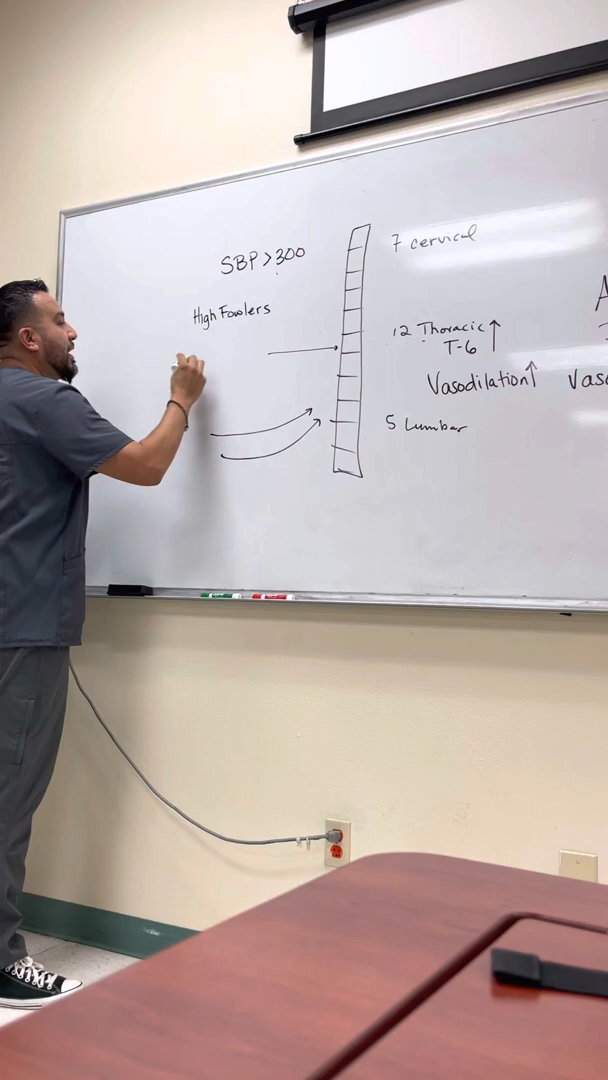 SBP > 300
High Fowlers
7 cervical
12 Thoracic ↑
T-6
Vasodilation ↑
5 Lumbar